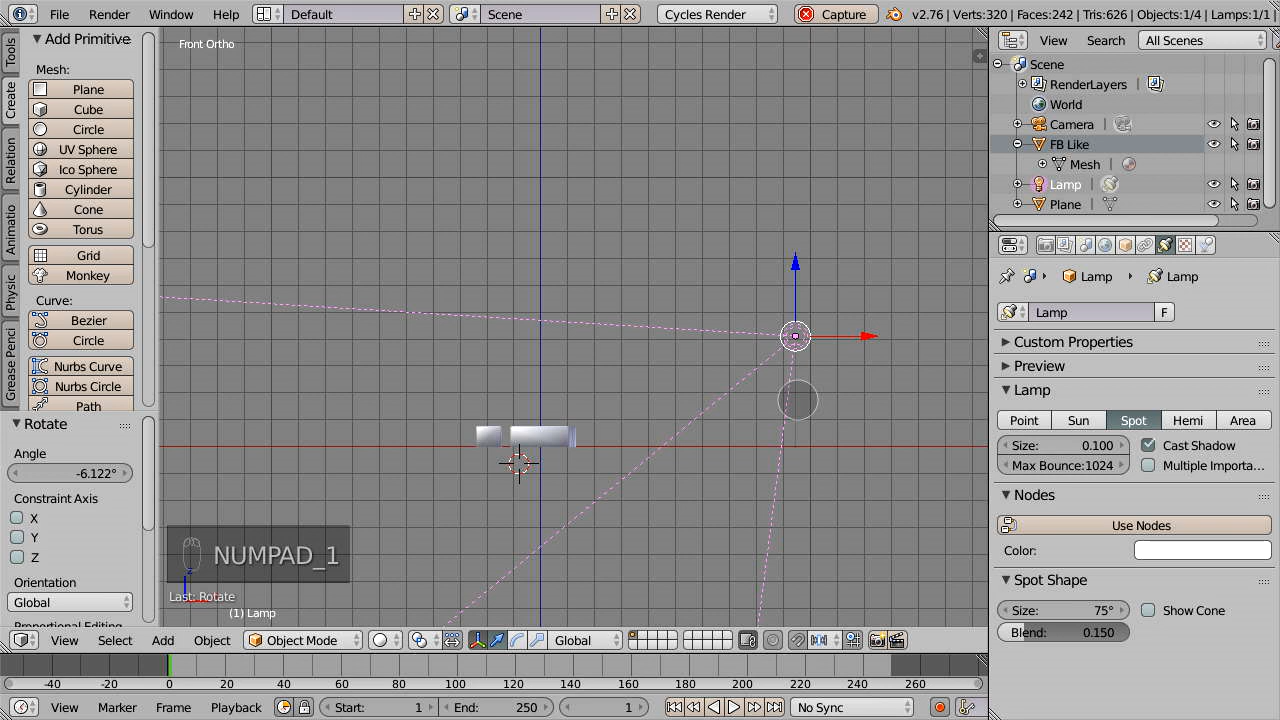 File Render Window Help Default Scene Cycles Render Capture v2.76 | Verts:320 | Faces:242 | Tris:626 | Objects:1/4 | Lamps:1/1 |
Add Primitive
Mesh:
Plane
Cube
Circle
UV Sphere
Ico Sphere
Cylinder
Cone
Torus
Grid
Monkey
Curve:
Bezier
Circle
Nurbs Curve
Nurbs Circle
Path
Tools
Create
Relation
Animatio
Physic
Grease Penci
Rotate
Angle
-6.122°
Constraint Axis
X
Y
Z
Orientation
Global
Proportional Editing
Front Ortho
NUMPAD_1
z
Last: Rotate
(1) Lamp
View Select Add Object Object Mode Global
-40 -20 0 20 40 60 80 100 120 140 160 180 200 220 240 260
View Marker Frame Playback Start: 1 End: 250 1 No Sync
View Search All Scenes
Scene
RenderLayers |
World
Camera |
FB Like
Mesh |
Lamp |
Plane |
Lamp Lamp
Lamp F
Custom Properties
Preview
Lamp
Point Sun Spot Hemi Area
Size: 0.100 Cast Shadow
Max Bounce:1024 Multiple Importa...
Nodes
Use Nodes
Color:
Spot Shape
Size: 75° Show Cone
Blend: 0.150